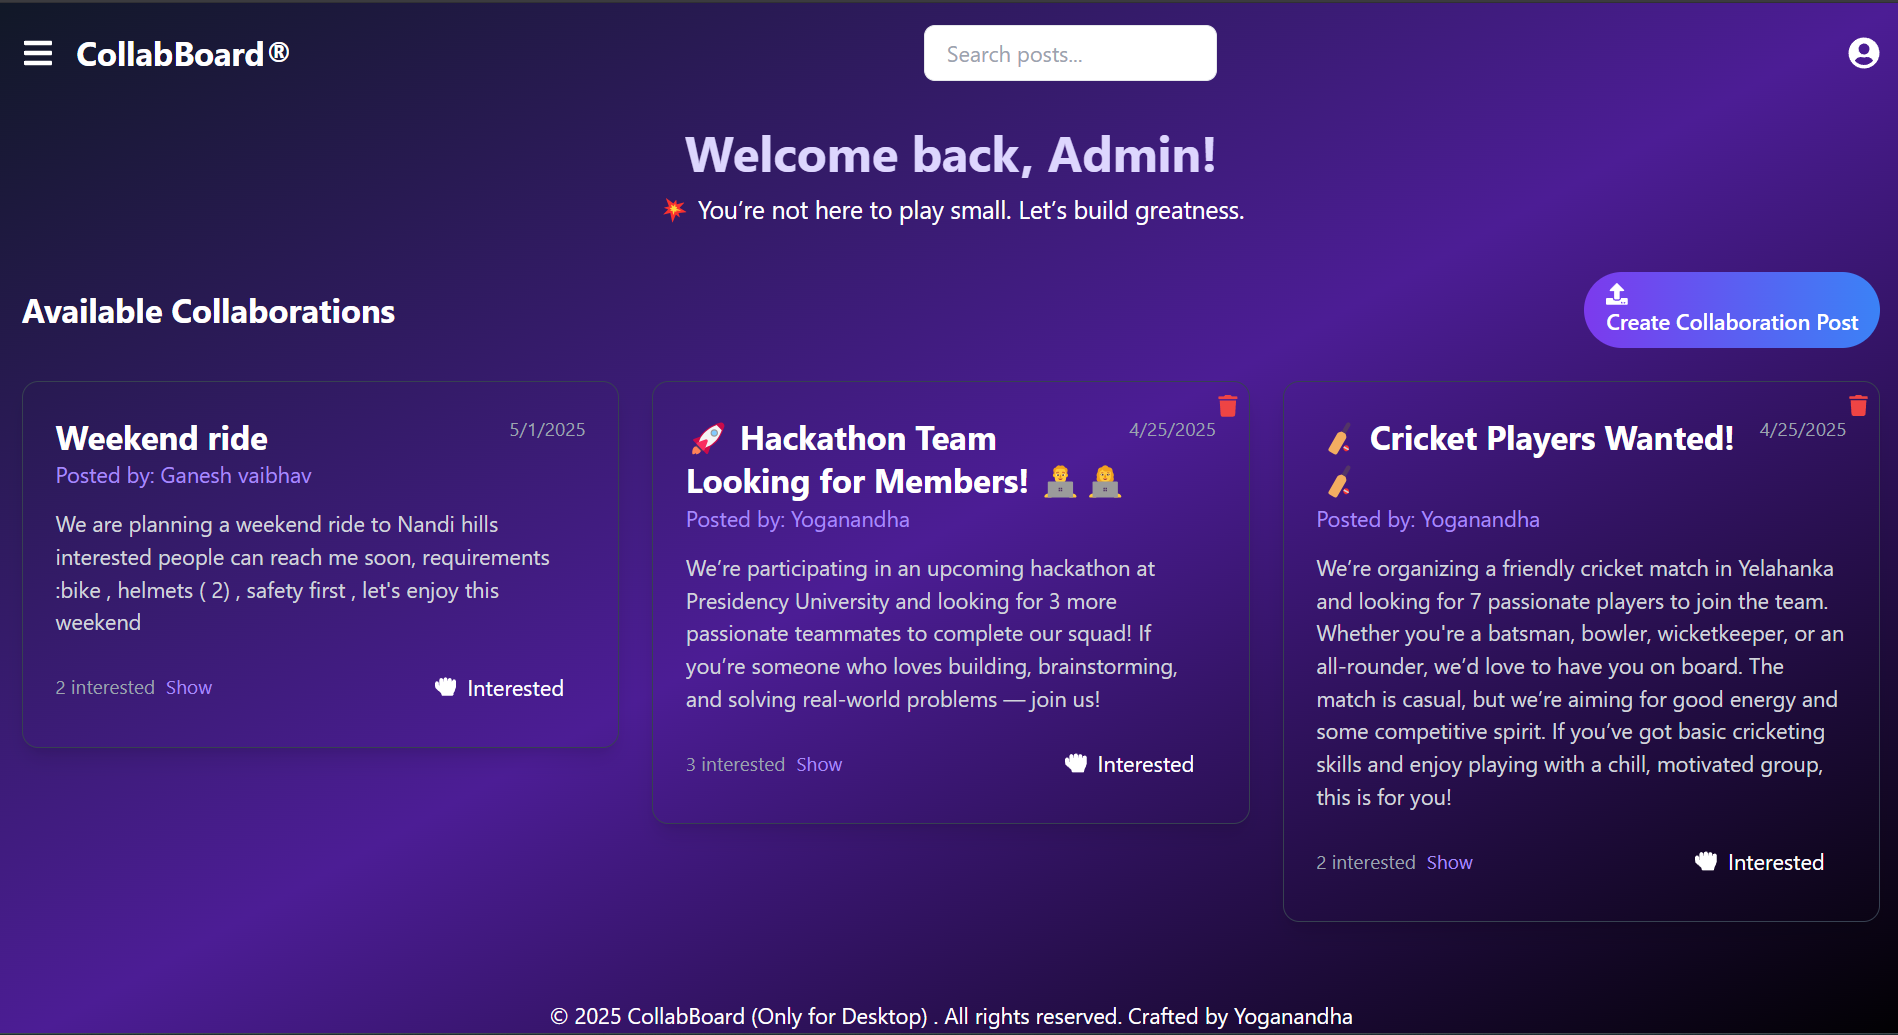 CollabBoard®
Search posts...
Welcome back, Admin!
💥 You’re not here to play small. Let’s build greatness.
Available Collaborations
Create Collaboration Post
Weekend ride
5/1/2025
Posted by: Ganesh vaibhav
We are planning a weekend ride to Nandi hills
interested people can reach me soon, requirements
:bike , helmets ( 2) , safety first , let's enjoy this
weekend
2 interested Show
Interested
🚀 Hackathon Team
4/25/2025
Looking for Members! 👨‍💻 👩‍💻
Posted by: Yoganandha
We’re participating in an upcoming hackathon at
Presidency University and looking for 3 more
passionate teammates to complete our squad! If
you’re someone who loves building, brainstorming,
and solving real-world problems — join us!
3 interested Show
Interested
🏏 Cricket Players Wanted!
4/25/2025
🏏
Posted by: Yoganandha
We’re organizing a friendly cricket match in Yelahanka
and looking for 7 passionate players to join the team.
Whether you're a batsman, bowler, wicketkeeper, or an
all-rounder, we’d love to have you on board. The
match is casual, but we’re aiming for good energy and
some competitive spirit. If you’ve got basic cricketing
skills and enjoy playing with a chill, motivated group,
this is for you!
2 interested Show
Interested
© 2025 CollabBoard (Only for Desktop) . All rights reserved. Crafted by Yoganandha